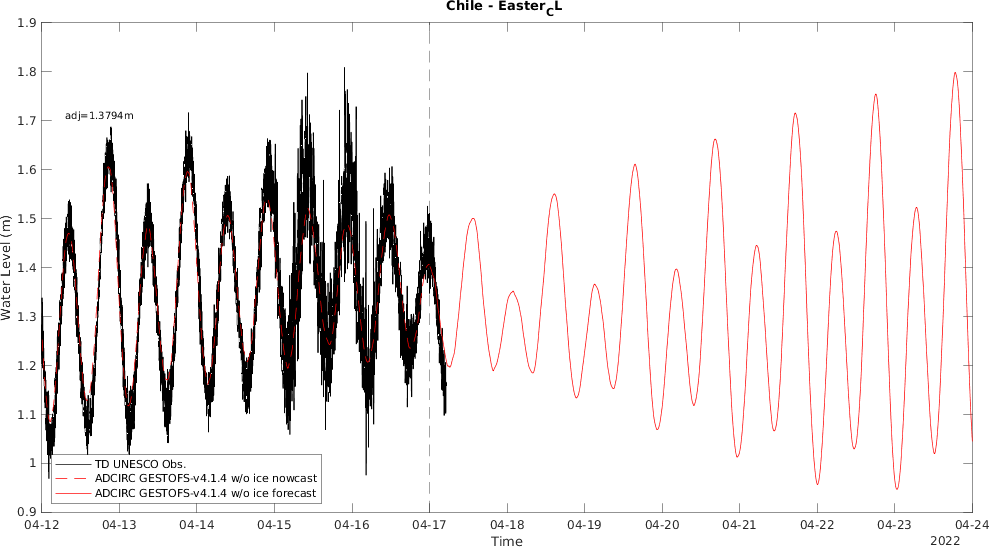 Chile - Easter_CL
1.9
1.8
1.7
1.6
1.5
1.4
1.3
1.2
1.1
1
0.9
Water Level (m)
adj=1.3794m
TD UNESCO Obs.
ADCIRC GESTOFS-v4.1.4 w/o ice nowcast
ADCIRC GESTOFS-v4.1.4 w/o ice forecast
04-12 04-13 04-14 04-15 04-16 04-17 04-18 04-19 04-20 04-21 04-22 04-23 04-24
Time
2022